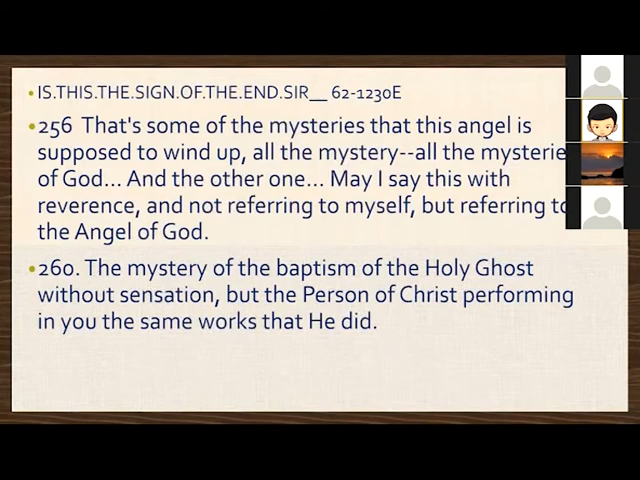 •IS.THIS.THE.SIGN.OF.THE.END.SIR__ 62-1230E
•256 That's some of the mysteries that this angel is
supposed to wind up, all the mystery--all the mysterie
of God... And the other one... May I say this with
reverence, and not referring to myself, but referring to
the Angel of God.
•260. The mystery of the baptism of the Holy Ghost
without sensation, but the Person of Christ performing
in you the same works that He did.